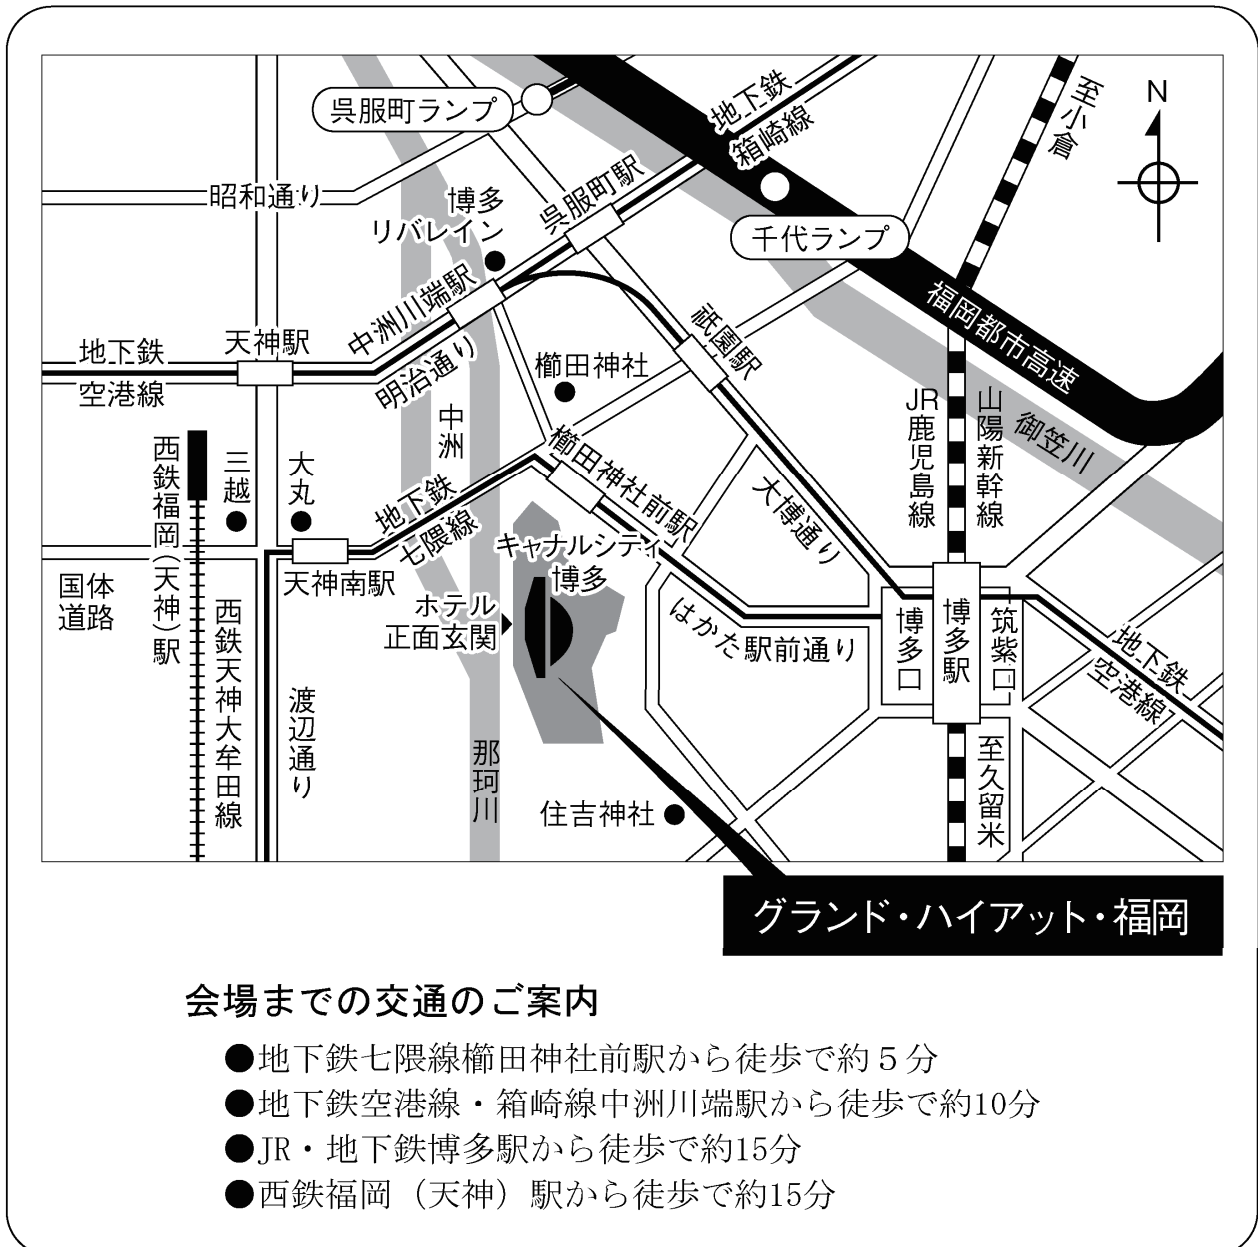 呉服町ランプ
地下鉄
箱崎線
至小倉
N
昭和通り
博多
リバレイン
呉服町駅
千代ランプ
中洲川端駅
福岡都市高速
祇園駅
天神駅
地下鉄
空港線
明治通り
櫛田神社
中洲
JR鹿児島線
山陽新幹線
御笠川
西鉄福岡(天神)駅
三越
大丸
地下鉄
七隈線
櫛田神社前駅
大博通り
キャナルシティ
博多
国体
道路
天神南駅
ホテル
正面玄関
はかた駅前通り
博多口
博多駅
筑紫口
地下鉄
空港線
西鉄天神大牟田線
渡辺通り
那珂川
至久留米
住吉神社
グランド・ハイアット・福岡
会場までの交通のご案内
●地下鉄七隈線櫛田神社前駅から徒歩で約5分
●地下鉄空港線・箱崎線中洲川端駅から徒歩で約10分
●JR・地下鉄博多駅から徒歩で約15分
●西鉄福岡(天神)駅から徒歩で約15分